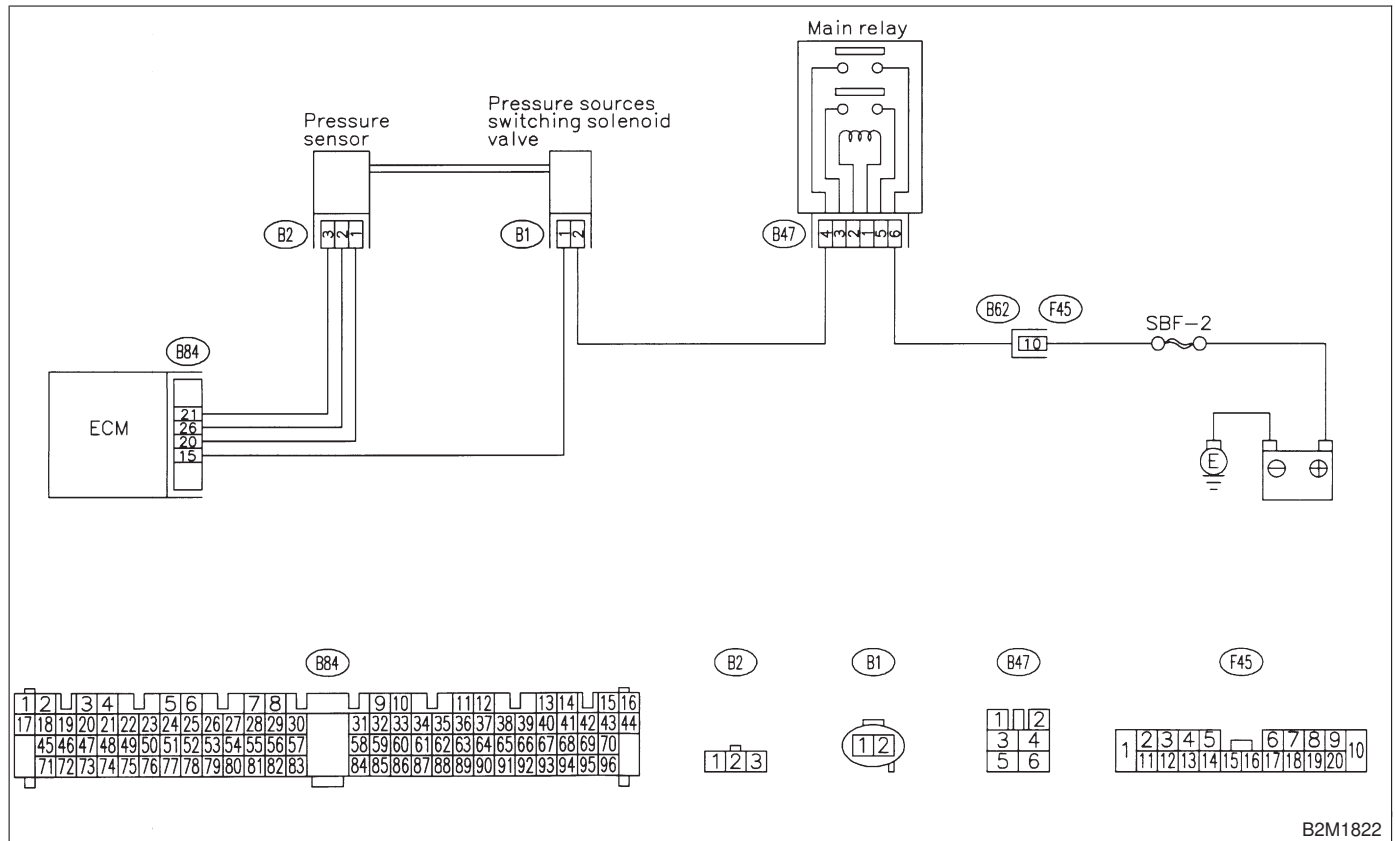 Main relay
Pressure sources
switching solenoid
valve
Pressure
sensor
B2
3 2 1
B1
1 2
B47
4 3 2 1 5 6
B62 F45
10
SBF-2
B84
ECM
21
26
20
15
E
⊖ ⊕
B84
1 2 3 4 5 6 7 8 9 10 11 12 13 14 15 16
17 18 19 20 21 22 23 24 25 26 27 28 29 30 31 32 33 34 35 36 37 38 39 40 41 42 43 44
45 46 47 48 49 50 51 52 53 54 55 56 57 58 59 60 61 62 63 64 65 66 67 68 69 70
71 72 73 74 75 76 77 78 79 80 81 82 83 84 85 86 87 88 89 90 91 92 93 94 95 96
B2
1 2 3
B1
1 2
B47
1 2
3 4
5 6
F45
1 2 3 4 5 6 7 8 9 10
11 12 13 14 15 16 17 18 19 20
B2M1822